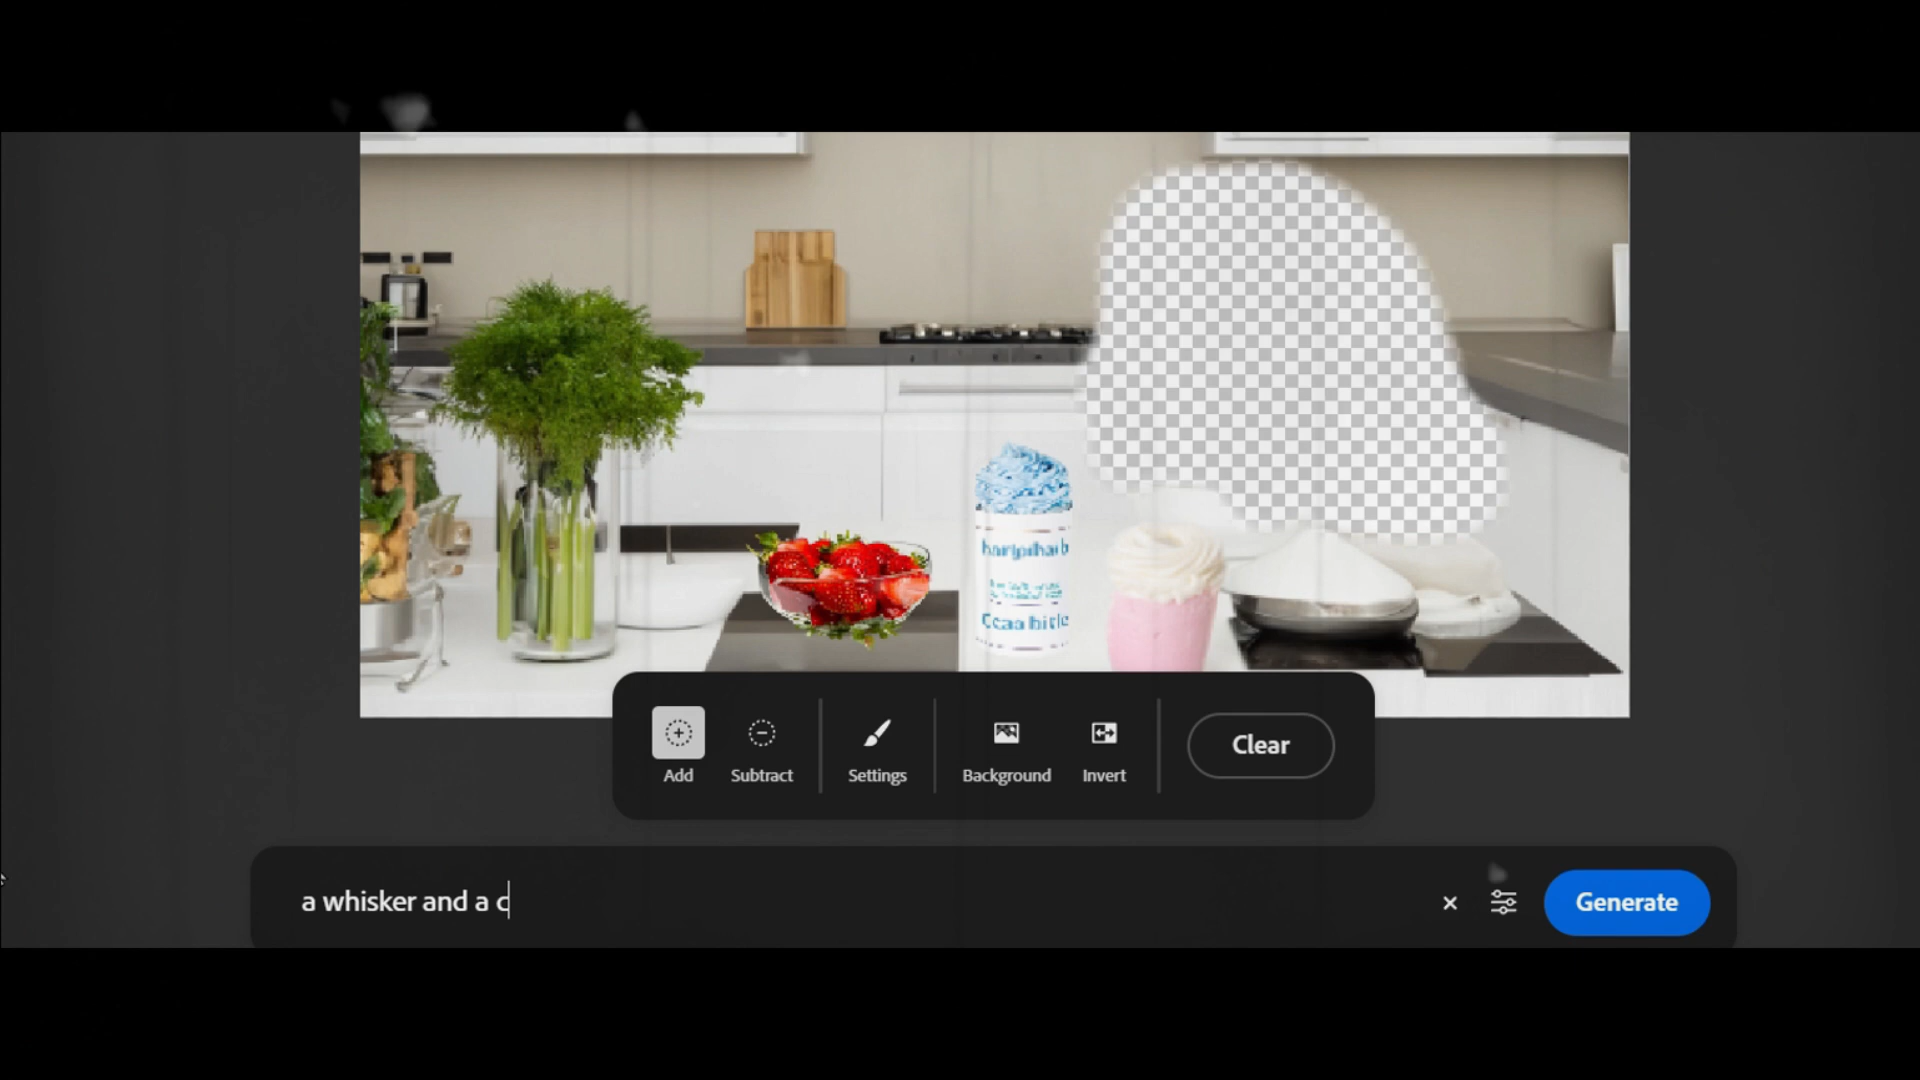 Add
Subtract
Settings
Background
Invert
Clear
a whisker and a c
Generate